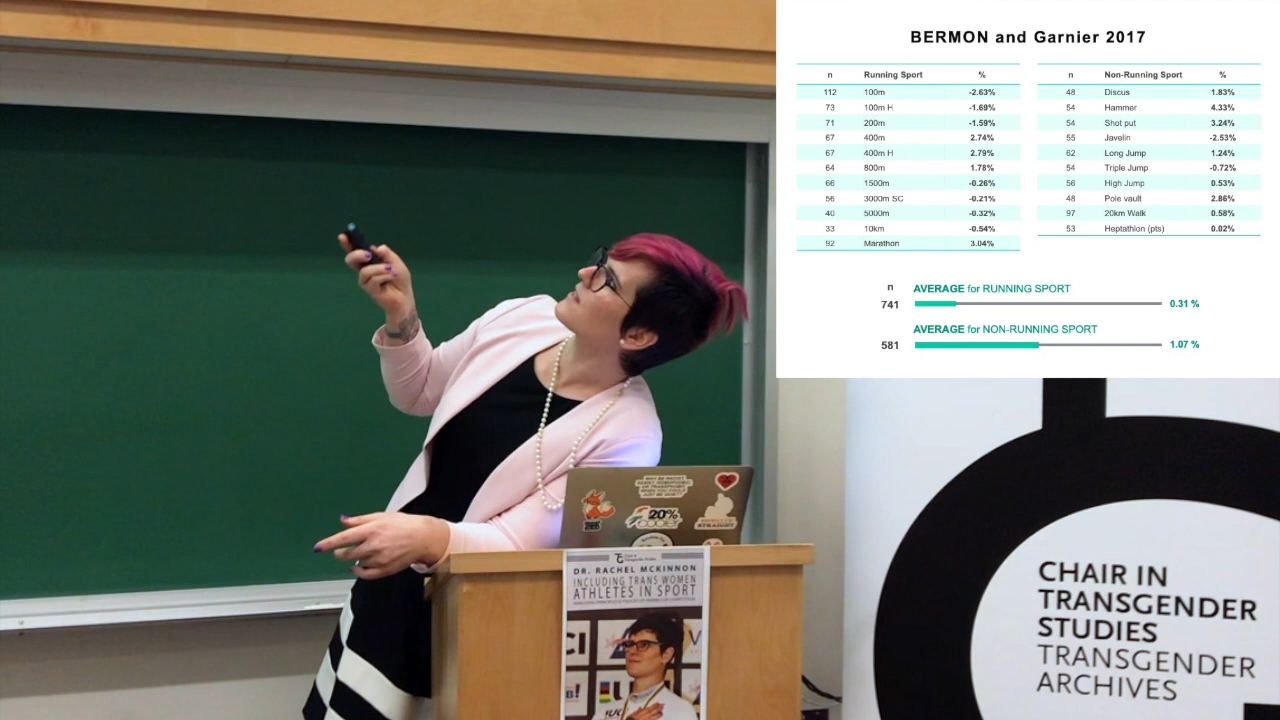 BERMON and Garnier 2017
n Running Sport %
112 100m -2.63%
73 100m H -1.69%
71 200m -1.59%
67 400m 2.74%
67 400m H 2.79%
64 800m 1.78%
66 1500m -0.26%
56 3000m SC -0.21%
40 5000m -0.32%
33 10km -0.54%
92 Marathon 3.04%
n Non-Running Sport %
48 Discus 1.83%
54 Hammer 4.33%
54 Shot put 3.24%
55 Javelin -2.53%
62 Long Jump 1.24%
54 Triple Jump -0.72%
56 High Jump 0.53%
48 Pole vault 2.86%
97 20km Walk 0.58%
53 Heptathlon (pts) 0.02%
n AVERAGE for RUNNING SPORT
741 0.31 %
AVERAGE for NON-RUNNING SPORT
581 1.07 %
20%
cooler
DR. RACHEL MCKINNON
INCLUDING TRANS WOMEN
ATHLETES IN SPORT
CHAIR IN
TRANSGENDER
STUDIES
TRANSGENDER
ARCHIVES